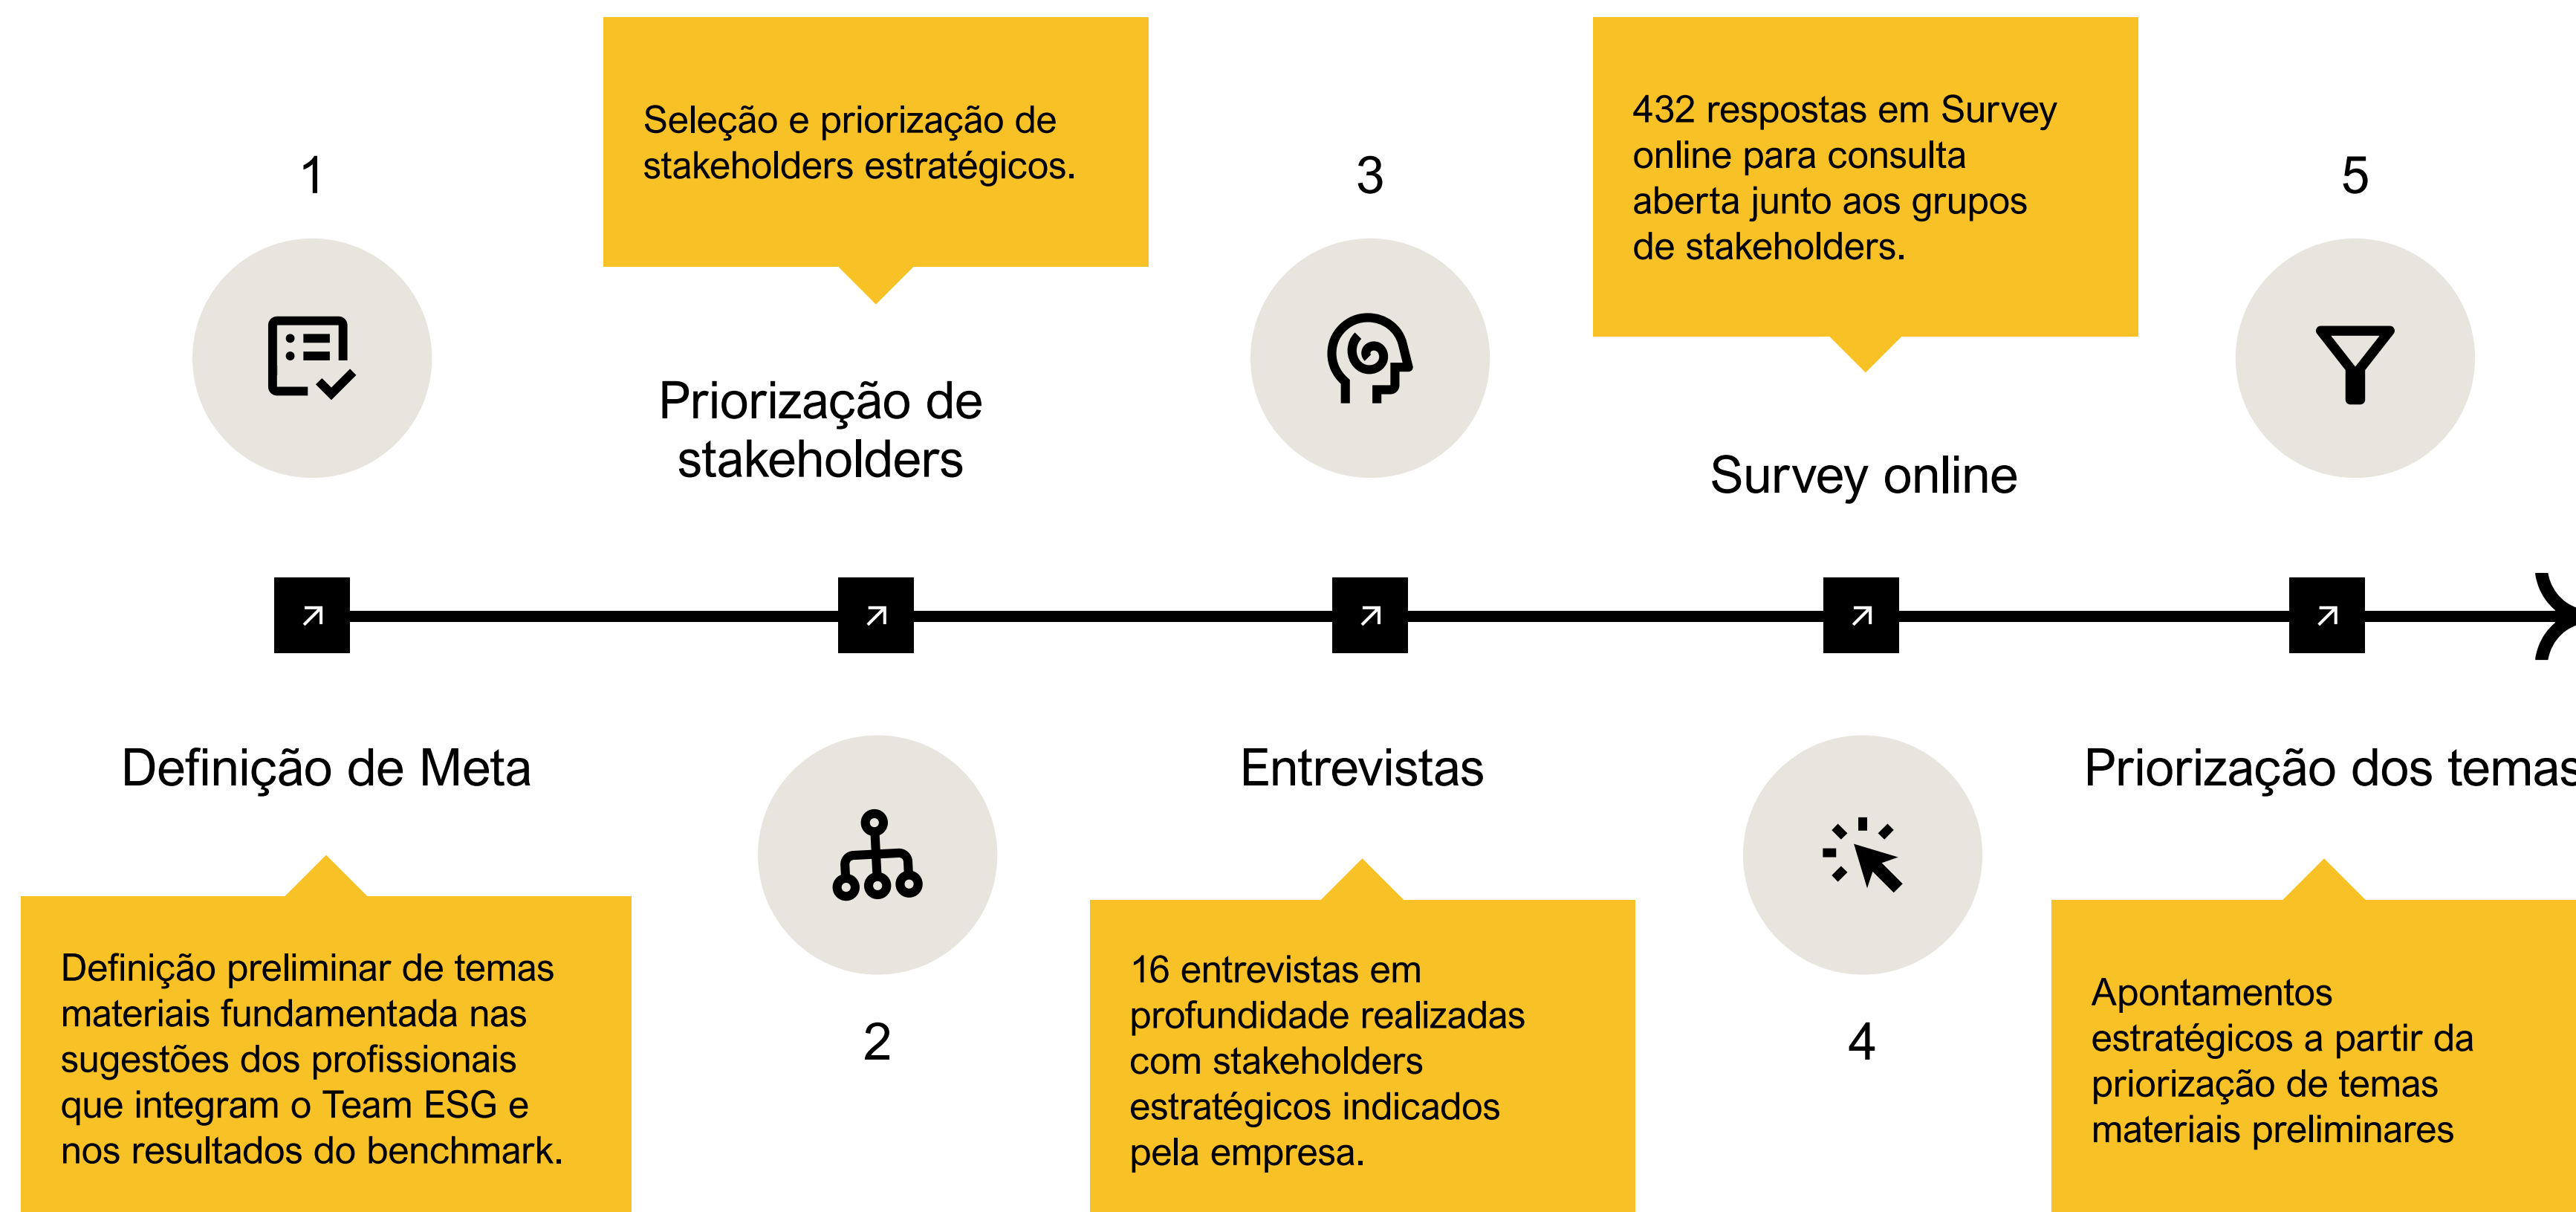 1
Definição de Meta
Definição preliminar de temas
materiais fundamentada nas
sugestões dos profissionais
que integram o Team ESG e
nos resultados do benchmark.
Seleção e priorização de
stakeholders estratégicos.
Priorização de
stakeholders
2
3
Entrevistas
16 entrevistas em
profundidade realizadas
com stakeholders
estratégicos indicados
pela empresa.
432 respostas em Survey
online para consulta
aberta junto aos grupos
de stakeholders.
Survey online
4
5
Priorização dos temas
Apontamentos
estratégicos a partir da
priorização de temas
materiais preliminares